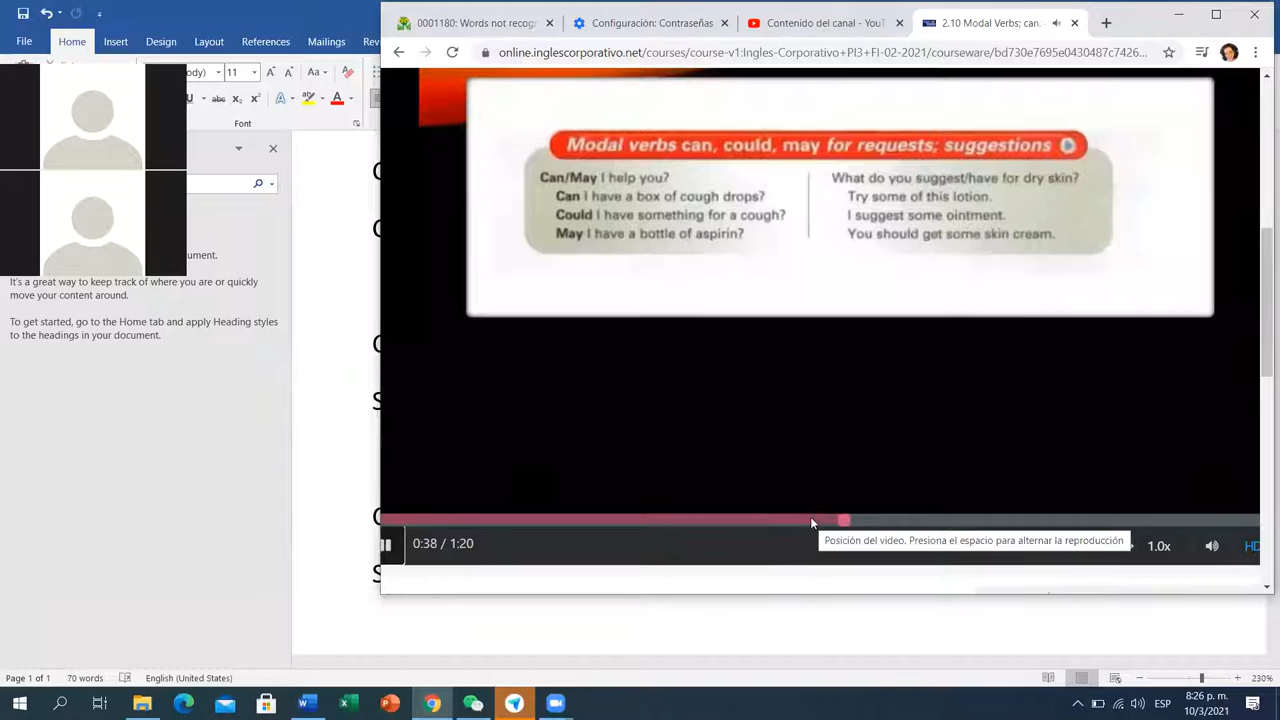 0001180: Words not recogn
Configuración: Contraseñas
Contenido del canal - YouT
2.10 Modal Verbs; can.
File Home Insert Design Layout References Mailings
online.inglescorporativo.net/courses/course-v1:Ingles-Corporativo+PI3+FI-02-2021/courseware/bd730e7695e0430487c7426...
11
Font
Modal verbs can, could, may for requests; suggestions
Can/May I help you?
Can I have a box of cough drops?
Could I have something for a cough?
May I have a bottle of aspirin?
What do you suggest/have for dry skin?
Try some of this lotion.
I suggest some ointment.
You should get some skin cream.
It's a great way to keep track of where you are or quickly
move your content around.
To get started, go to the Home tab and apply Heading styles
to the headings in your document.
0:38 / 1:20
Posición del video. Presiona el espacio para alternar la reproducción
1.0x
HD
Page 1 of 1 70 words English (United States)
230%
ESP
8:26 p. m.
10/3/2021